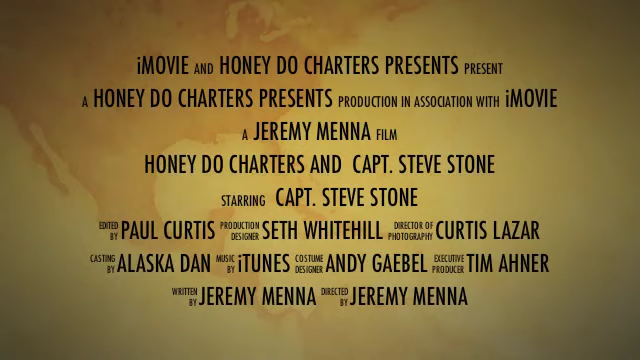 iMOVIE AND HONEY DO CHARTERS PRESENTS PRESENT
A HONEY DO CHARTERS PRESENTS PRODUCTION IN ASSOCIATION WITH iMOVIE
A JEREMY MENNA FILM
HONEY DO CHARTERS AND CAPT. STEVE STONE
STARRING CAPT. STEVE STONE
EDITED BY PAUL CURTIS PRODUCTION DESIGNER SETH WHITEHILL DIRECTOR OF PHOTOGRAPHY CURTIS LAZAR
CASTING BY ALASKA DAN MUSIC BY iTUNES COSTUME DESIGNER ANDY GAEBEL EXECUTIVE PRODUCER TIM AHNER
WRITTEN BY JEREMY MENNA DIRECTED BY JEREMY MENNA